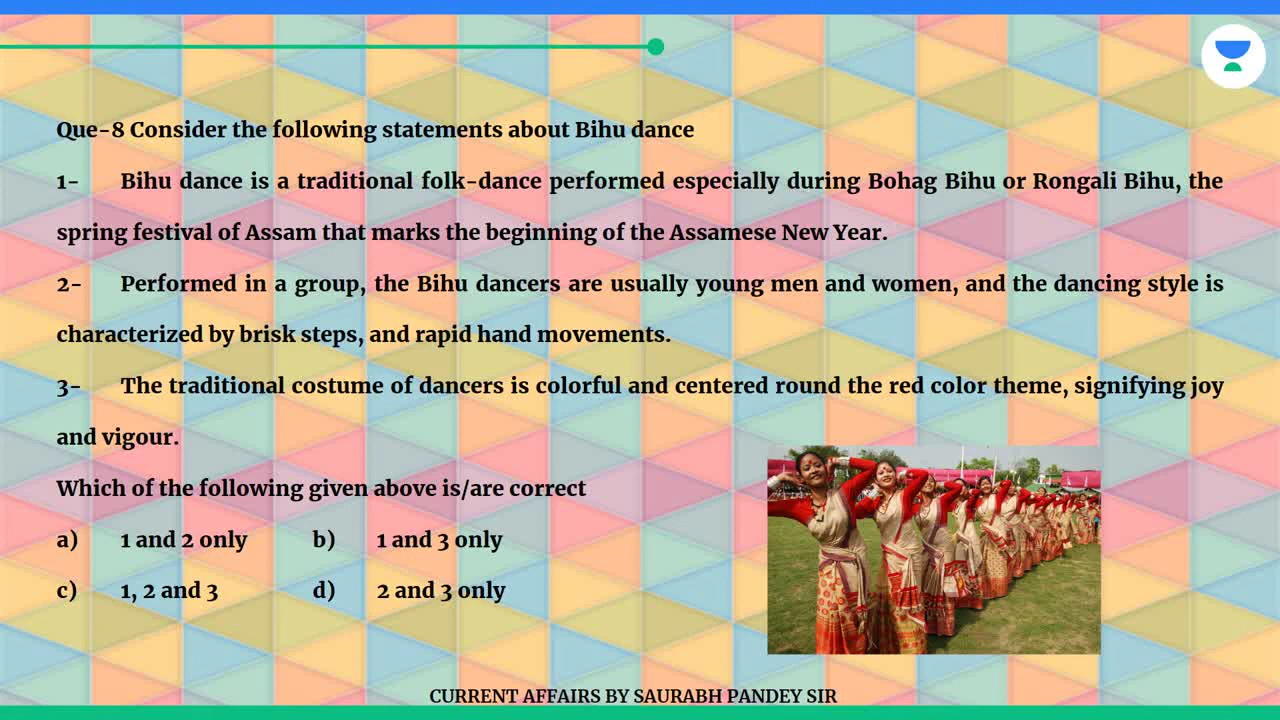 Que-8 Consider the following statements about Bihu dance
1- Bihu dance is a traditional folk-dance performed especially during Bohag Bihu or Rongali Bihu, the
spring festival of Assam that marks the beginning of the Assamese New Year.
2- Performed in a group, the Bihu dancers are usually young men and women, and the dancing style is
characterized by brisk steps, and rapid hand movements.
3- The traditional costume of dancers is colorful and centered round the red color theme, signifying joy
and vigour.
Which of the following given above is/are correct
a) 1 and 2 only b) 1 and 3 only
c) 1, 2 and 3 d) 2 and 3 only
CURRENT AFFAIRS BY SAURABH PANDEY SIR